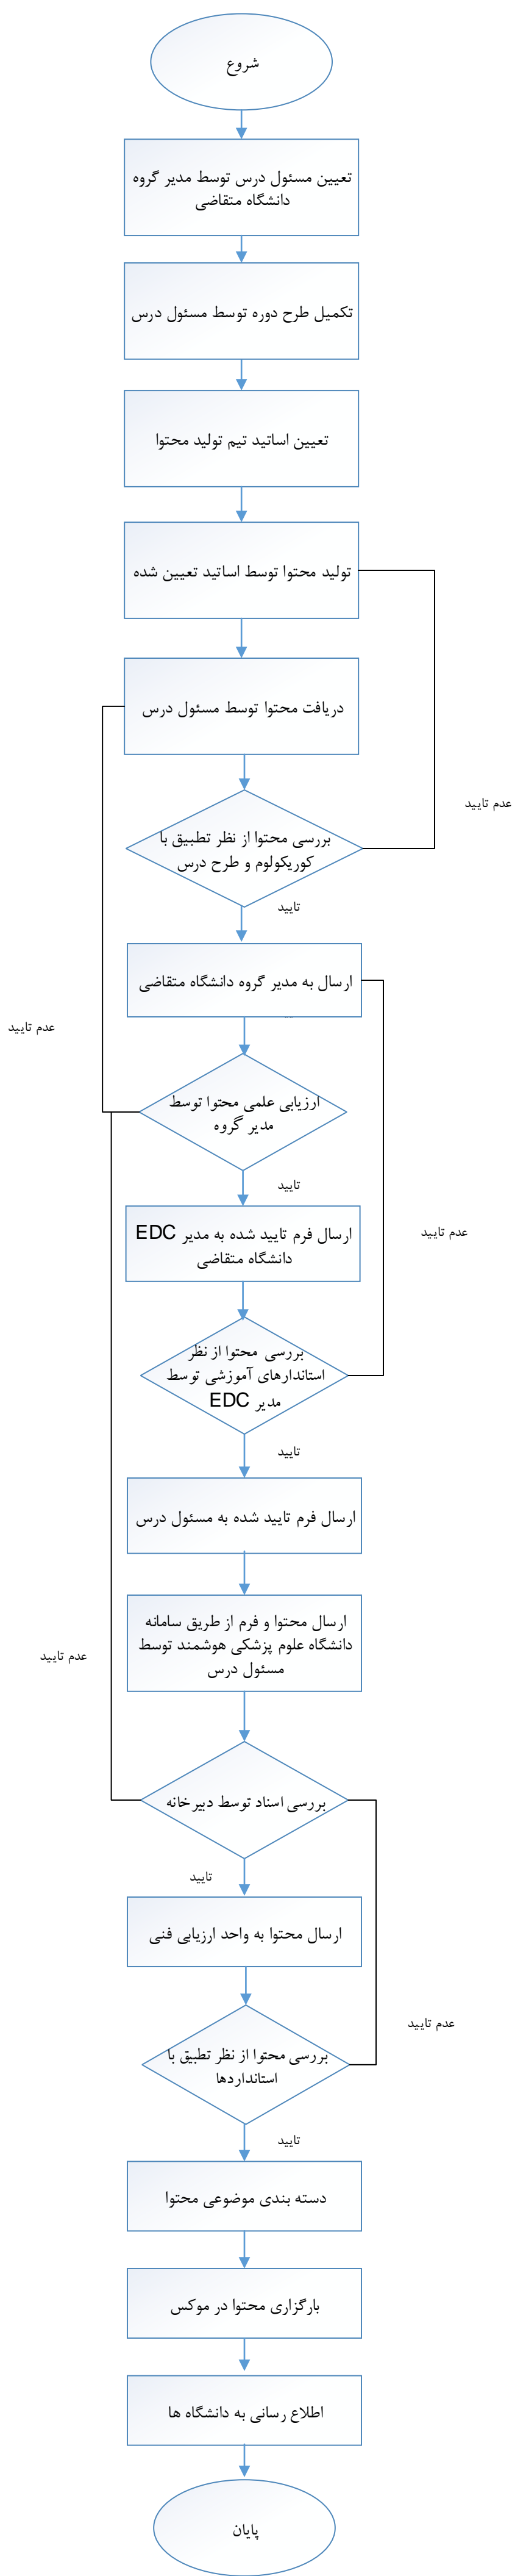 شروع
تعیین مسئول درس توسط مدیر گروه
دانشگاه متقاضی
تکمیل طرح دوره توسط مسئول درس
تعیین اساتید تیم تولید محتوا
تولید محتوا توسط اساتید تعیین شده
دریافت محتوا توسط مسئول درس
عدم تایید
بررسی محتوا از نظر تطبیق با
کوریکولوم و طرح درس
تایید
ارسال به مدیر گروه دانشگاه متقاضی
عدم تایید
ارزیابی علمی محتوا توسط
مدیر گروه
تایید
عدم تایید
ارسال فرم تایید شده به مدیر EDC
دانشگاه متقاضی
بررسی محتوا از نظر
استاندارهای آموزشی توسط
مدیر EDC
تایید
ارسال فرم تایید شده به مسئول درس
ارسال محتوا و فرم از طریق سامانه
دانشگاه علوم پزشکی هوشمند توسط
مسئول درس
عدم تایید
بررسی اسناد توسط دبیرخانه
تایید
ارسال محتوا به واحد ارزیابی فنی
عدم تایید
بررسی محتوا از نظر تطبیق با
استانداردها
تایید
دسته بندی موضوعی محتوا
بارگزاری محتوا در موکس
اطلاع رسانی به دانشگاه ها
پایان